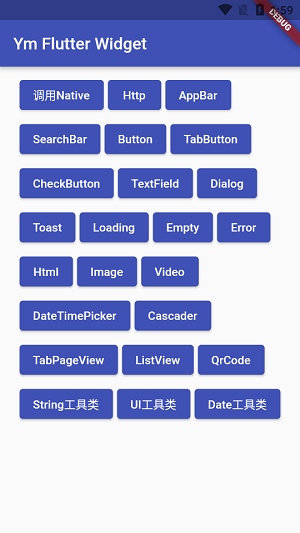 DEBUG
Ym Flutter Widget
调用Native Http AppBar
SearchBar Button TabButton
CheckButton TextField Dialog
Toast Loading Empty Error
Html Image Video
DateTimePicker Cascader
TabPageView ListView QrCode
String工具类 UI工具类 Date工具类